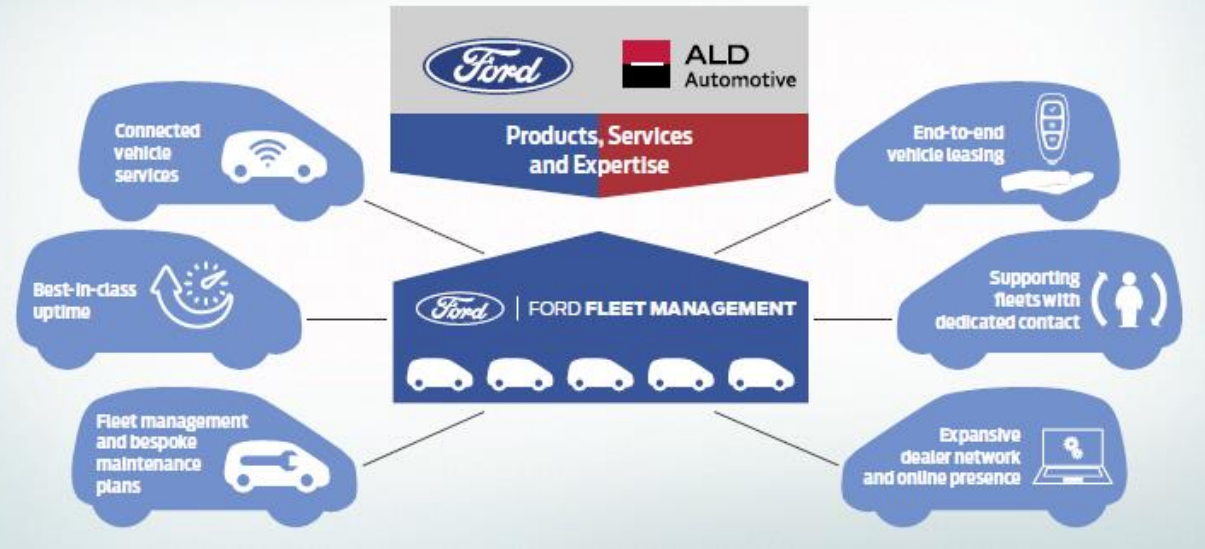 Ford
ALD
Automotive
Products, Services
and Expertise
Connected
vehicle
services
End-to-end
vehicle leasing
Best-in-class
uptime
Ford | FORD FLEET MANAGEMENT
Supporting
fleets with
dedicated contact
Fleet management
and bespoke
maintenance
plans
Expansive
dealer network
and online presence